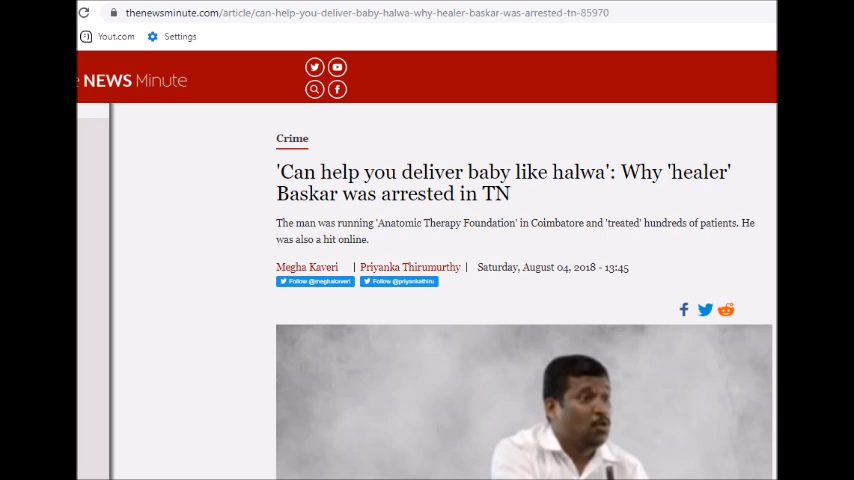 thenewsminute.com/article/can-help-you-deliver-baby-halwa-why-healer-baskar-was-arrested-tn-85970
Yout.com Settings
e NEWS Minute
Crime
'Can help you deliver baby like halwa': Why 'healer'
Baskar was arrested in TN
The man was running 'Anatomic Therapy Foundation' in Coimbatore and 'treated' hundreds of patients. He
was also a hit online.
Megha Kaveri | Priyanka Thirumurthy | Saturday, August 04, 2018 - 13:45
Follow @meghakaveri Follow @priyankathiru